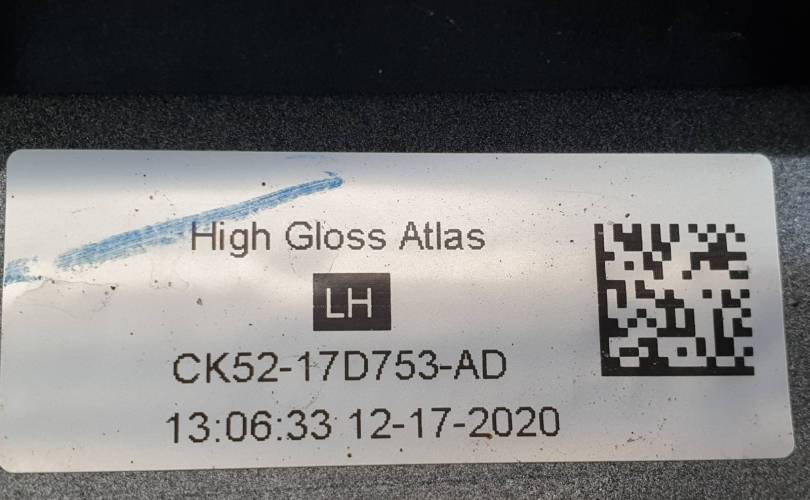 High Gloss Atlas
LH
CK52-17D753-AD
13:06:33 12-17-2020